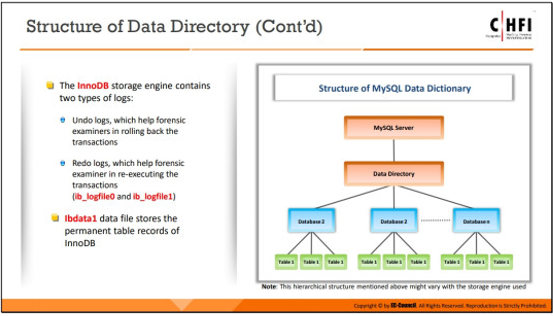 Structure of Data Directory (Cont'd)
CHFI
The InnoDB storage engine contains
two types of logs:
Undo logs, which help forensic
examiners in rolling back the
transactions
Redo logs, which help forensic
examiner in re-executing the
transactions
(ib_logfile0 and ib_logfile1)
Ibdata1 data file stores the
permanent table records of
InnoDB
Structure of MySQL Data Dictionary
MySQL Server
Data Directory
Database 2
Database 2
Database n
Table 1 Table 1 Table 1
Table 1 Table 1 Table 1
Table 1 Table 1 Table 1
Note: This hierarchical structure mentioned above might vary with the storage engine used
Copyright © by EC-Council. All Rights Reserved. Reproduction is Strictly Prohibited.